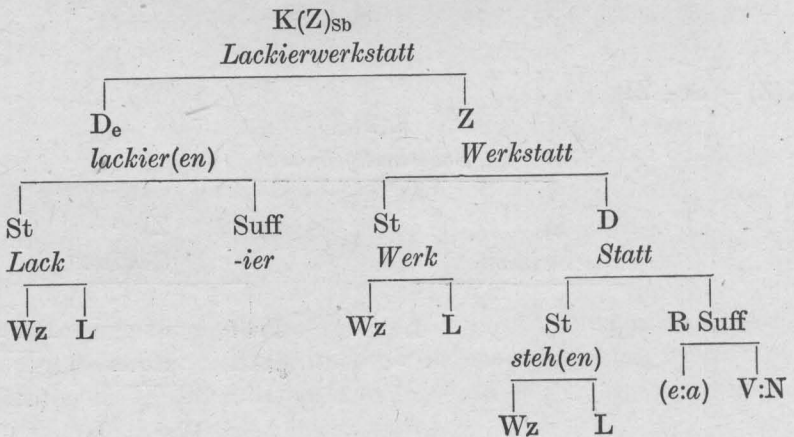 K(Z)Sb
Lackierwerkstatt
De Z
lackier(en) Werkstatt
St Suff St D
Lack -ier Werk Statt
Wz L Wz L St R Suff
steh(en) (e:a) V:N
Wz L